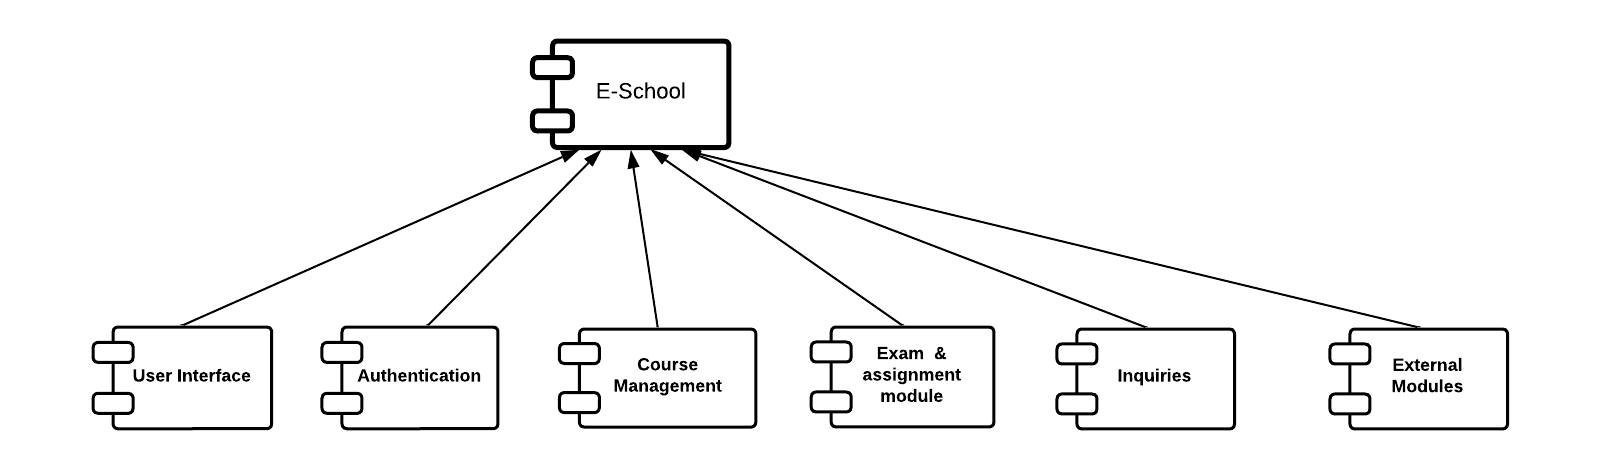 E-School
User Interface
Authentication
Course
Management
Exam & 
assignment
module
Inquiries
External
Modules